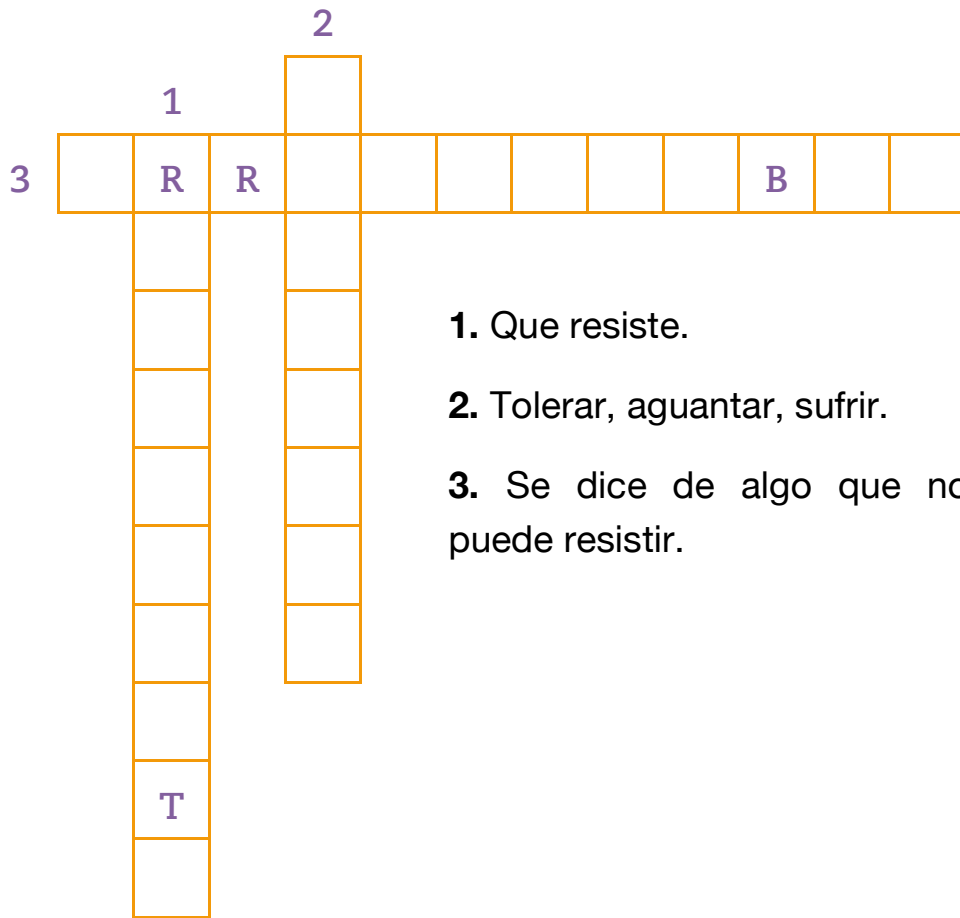 2
1
3 R R B
1. Que resiste.
2. Tolerar, aguantar, sufrir.
3. Se dice de algo que no
puede resistir.
T